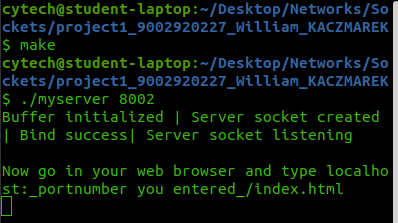 cytech@student-laptop:~/Desktop/Networks/So
ckets/project1_9002920227_William_KACZMAREK
$ make
cytech@student-laptop:~/Desktop/Networks/So
ckets/project1_9002920227_William_KACZMAREK
$ ./myserver 8002
Buffer initialized | Server socket created
| Bind success| Server socket listening
Now go in your web browser and type localho
st:_portnumber you entered_/index.html